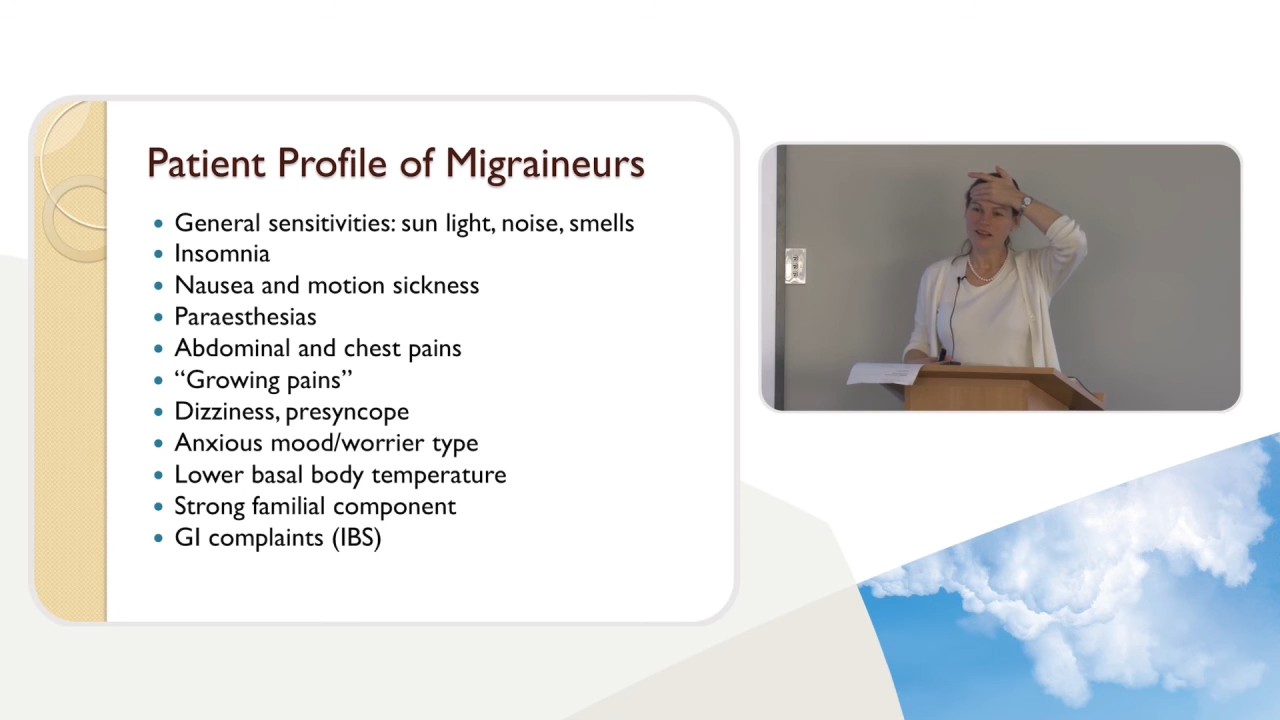 Patient Profile of Migraineurs
• General sensitivities: sun light, noise, smells
• Insomnia
• Nausea and motion sickness
• Paraesthesias
• Abdominal and chest pains
• “Growing pains”
• Dizziness, presyncope
• Anxious mood/worrier type
• Lower basal body temperature
• Strong familial component
• GI complaints (IBS)